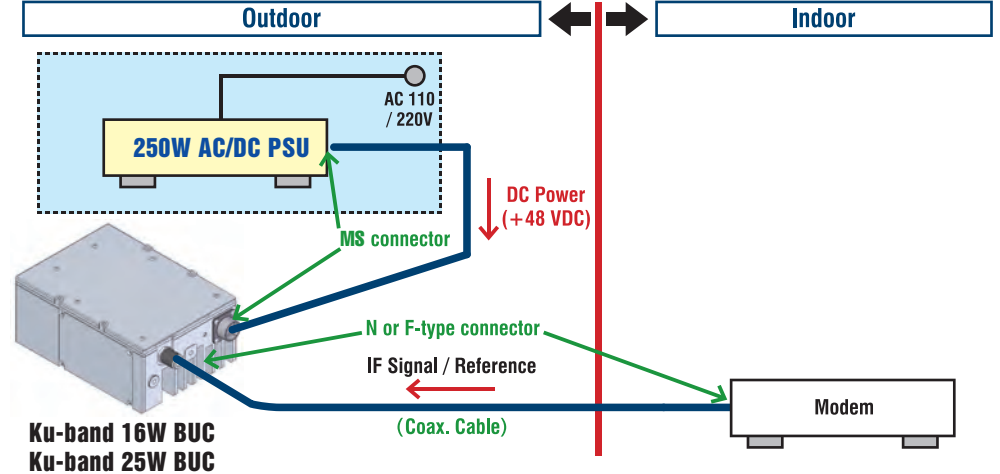 Outdoor
Indoor
AC 110
/ 220V
250W AC/DC PSU
DC Power
(+48 VDC)
MS connector
N or F-type connector
IF Signal / Reference
(Coax. Cable)
Modem
Ku-band 16W BUC
Ku-band 25W BUC